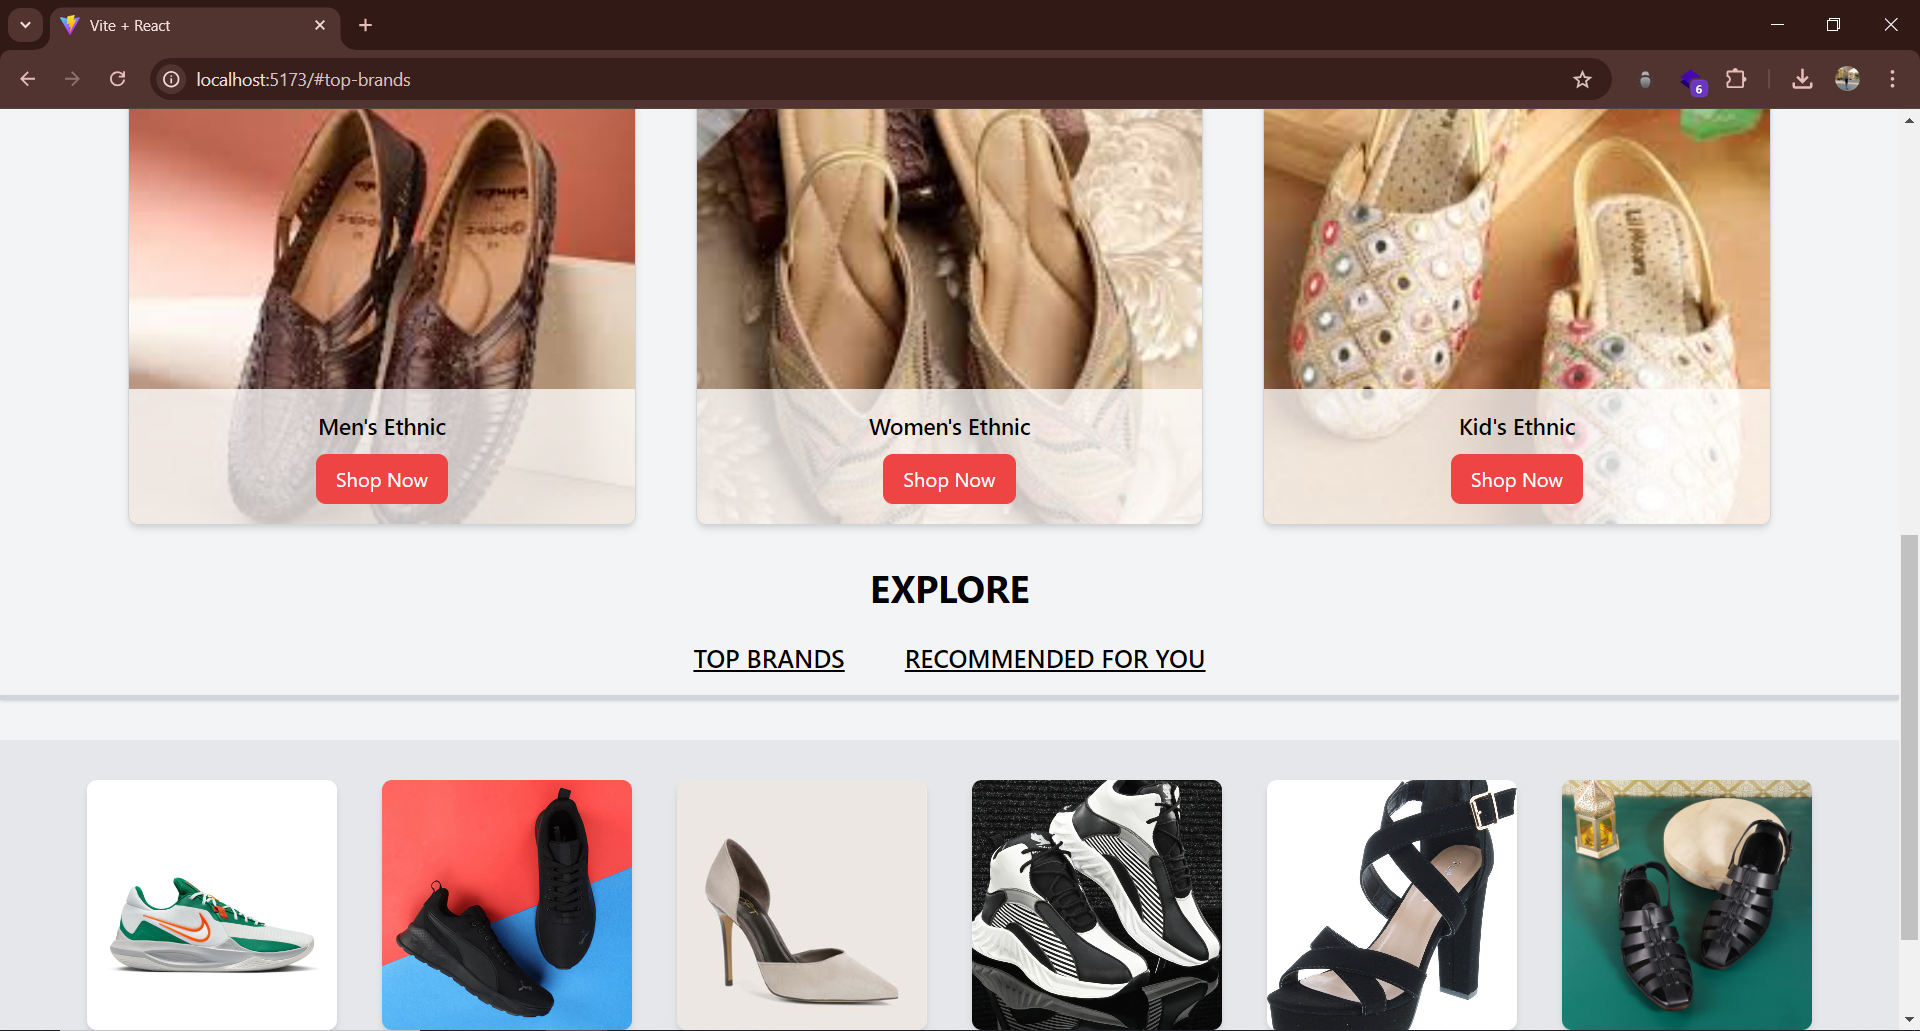 Vite + React
localhost:5173/#top-brands
6
Men's Ethnic
Shop Now
Women's Ethnic
Shop Now
Kid's Ethnic
Shop Now
EXPLORE
TOP BRANDS
RECOMMENDED FOR YOU